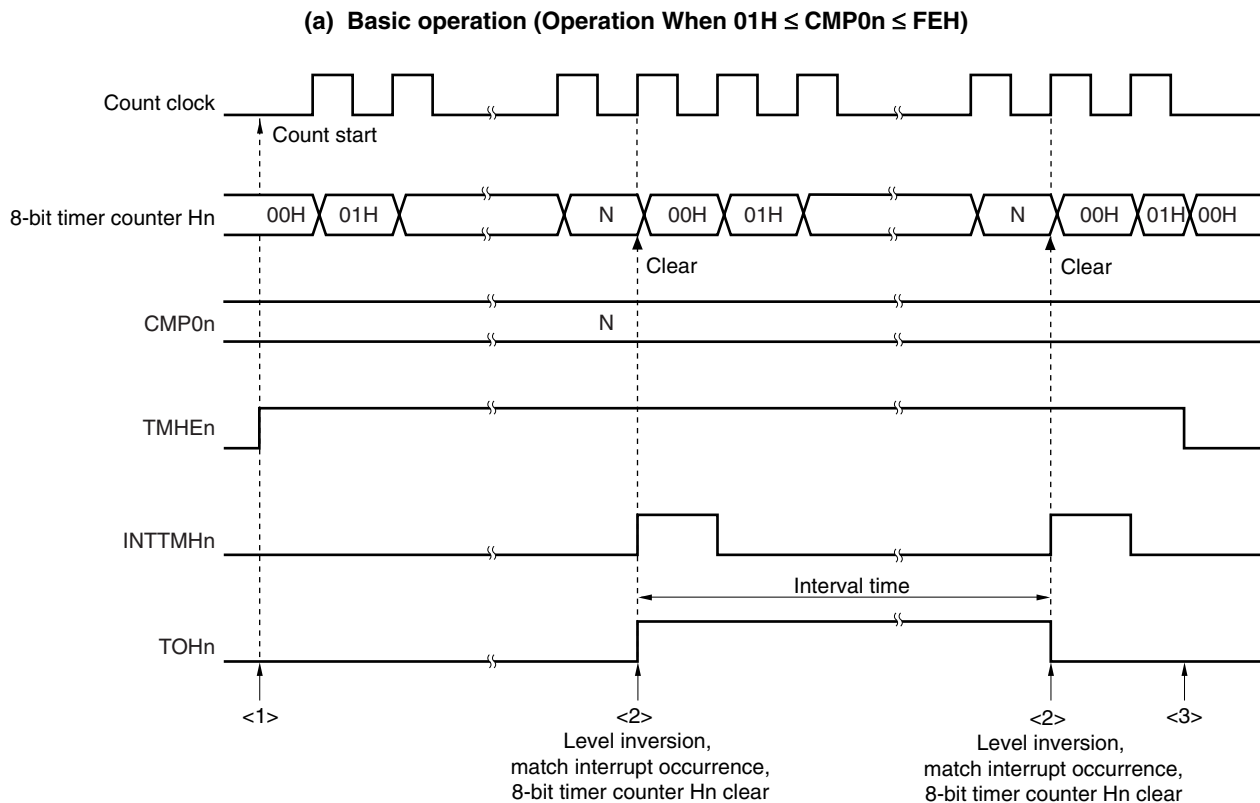 (a) Basic operation (Operation When 01H ≤ CMP0n ≤ FEH)
Count clock
Count start
8-bit timer counter Hn
00H 01H N 00H 01H N 00H 01H 00H
Clear Clear
CMP0n
N
TMHEn
INTTMHn
Interval time
TOHn
<1> <2> <2> <3>
Level inversion,
match interrupt occurrence,
8-bit timer counter Hn clear
Level inversion,
match interrupt occurrence,
8-bit timer counter Hn clear